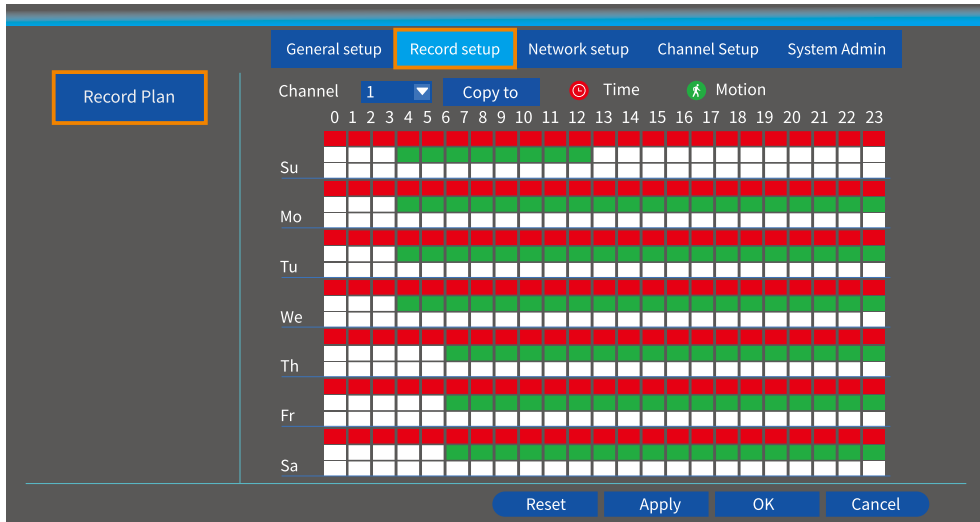 General setup Record setup Network setup Channel Setup System Admin
Record Plan
Channel 1 Copy to Time Motion
0 1 2 3 4 5 6 7 8 9 10 11 12 13 14 15 16 17 18 19 20 21 22 23
Su
Mo
Tu
We
Th
Fr
Sa
Reset Apply OK Cancel